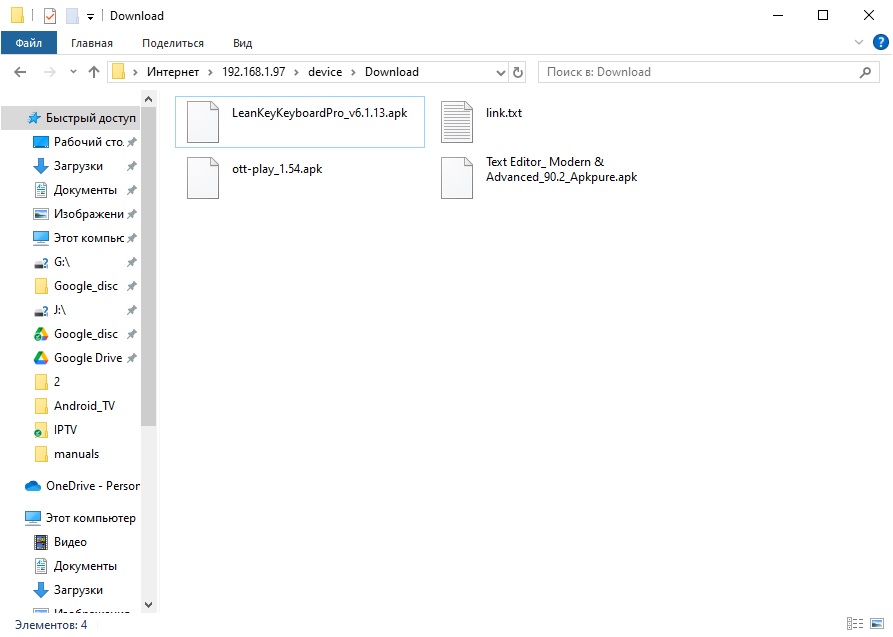 Download
Файл
Главная
Поделиться
Вид
Интернет
192.168.1.97
device
Download
Поиск в: Download
Быстрый доступ
Рабочий сто.
Загрузки
Документы
Изображени
Этот компьк
G:\
Google_disc
J:\
Google_disc
Google Drive
2
Android_TV
IPTV
manuals
OneDrive - Person
Этот компьютер
Видео
Документы
Загрузки
Изображения
LeanKeyKeyboardPro_v6.1.13.apk
link.txt
ott-play_1.54.apk
Text Editor_ Modern &
Advanced_90.2_Apkpure.apk
Элементов: 4